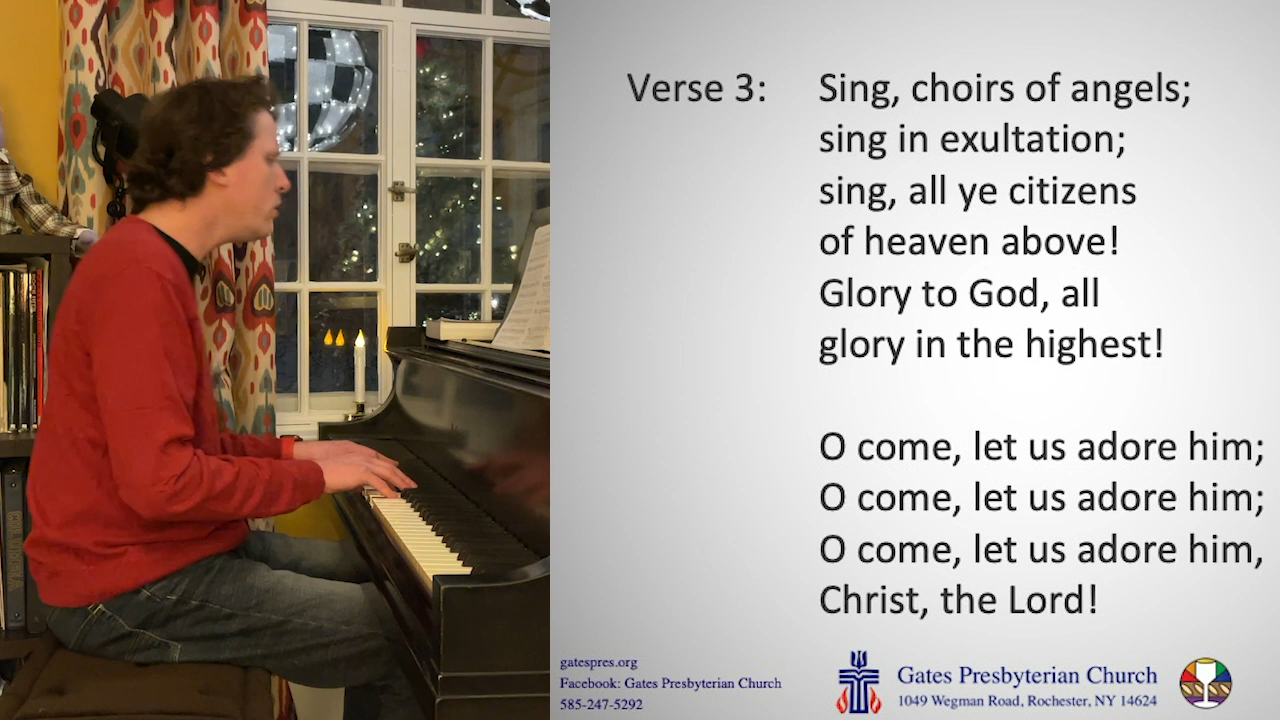 Verse 3: Sing, choirs of angels;
sing in exultation;
sing, all ye citizens
of heaven above!
Glory to God, all
glory in the highest!
O come, let us adore him;
O come, let us adore him;
O come, let us adore him,
Christ, the Lord!
gatespres.org
Facebook: Gates Presbyterian Church
585-247-5292
Gates Presbyterian Church
1049 Wegman Road, Rochester, NY 14624